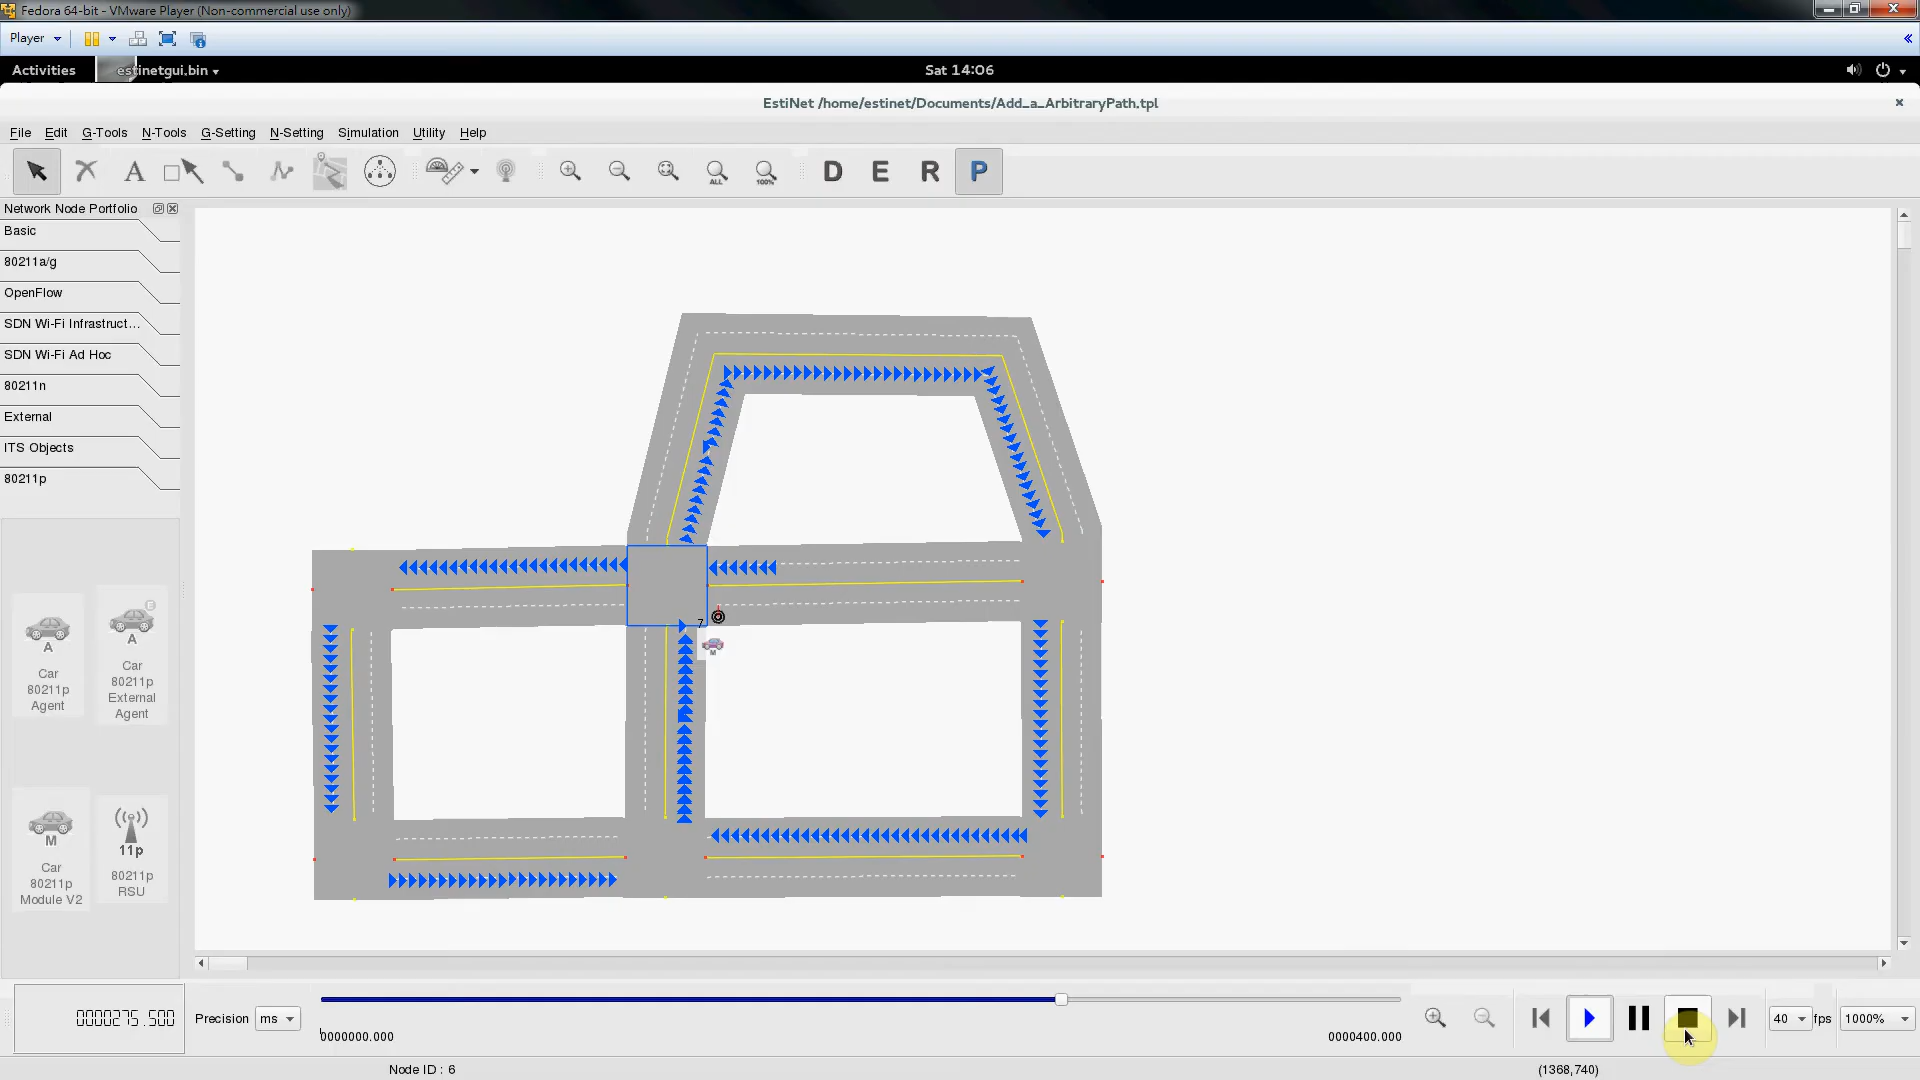 Fedora 64-bit - VMware Player (Non-commercial use only)
Player
Activities estinetgui.bin Sat 14:06
EstiNet /home/estinet/Documents/Add_a_ArbitraryPath.tpl
File Edit G-Tools N-Tools G-Setting N-Setting Simulation Utility Help
A ALL 100% D E R P
Network Node Portfolio
Basic
80211a/g
OpenFlow
SDN Wi-Fi Infrastruct...
SDN Wi-Fi Ad Hoc
80211n
External
ITS Objects
80211p
7
M
A
Car
80211p
Agent
A
Car
80211p
External
Agent
M
Car
80211p
Module V2
11p
80211p
RSU
0000275.500
Precision ms
0000000.000
0000400.000
40 fps 1000%
Node ID : 6
(1368,740)